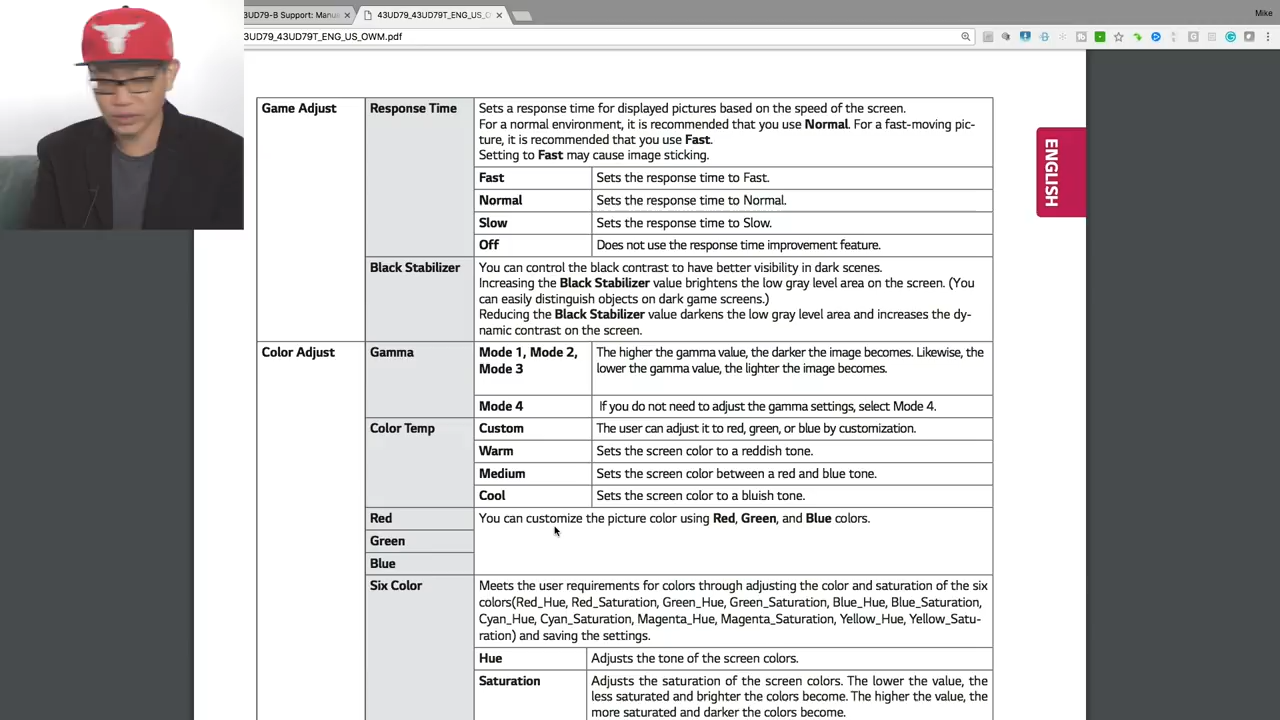 43UD79-B Support: Manu
43UD79_43UD79T_ENG_US_O
Mike
43UD79_43UD79T_ENG_US_OWM.pdf
Game Adjust
Response Time
Sets a response time for displayed pictures based on the speed of the screen.
For a normal environment, it is recommended that you use Normal. For a fast-moving pic-
ture, it is recommended that you use Fast.
Setting to Fast may cause image sticking.
Fast
Sets the response time to Fast.
Normal
Sets the response time to Normal.
Slow
Sets the response time to Slow.
Off
Does not use the response time improvement feature.
Black Stabilizer
You can control the black contrast to have better visibility in dark scenes.
Increasing the Black Stabilizer value brightens the low gray level area on the screen. (You
can easily distinguish objects on dark game screens.)
Reducing the Black Stabilizer value darkens the low gray level area and increases the dy-
namic contrast on the screen.
Color Adjust
Gamma
Mode 1, Mode 2,
Mode 3
The higher the gamma value, the darker the image becomes. Likewise, the
lower the gamma value, the lighter the image becomes.
Mode 4
If you do not need to adjust the gamma settings, select Mode 4.
Color Temp
Custom
The user can adjust it to red, green, or blue by customization.
Warm
Sets the screen color to a reddish tone.
Medium
Sets the screen color between a red and blue tone.
Cool
Sets the screen color to a bluish tone.
Red
You can customize the picture color using Red, Green, and Blue colors.
Green
Blue
Six Color
Meets the user requirements for colors through adjusting the color and saturation of the six
colors(Red_Hue, Red_Saturation, Green_Hue, Green_Saturation, Blue_Hue, Blue_Saturation,
Cyan_Hue, Cyan_Saturation, Magenta_Hue, Magenta_Saturation, Yellow_Hue, Yellow_Satu-
ration) and saving the settings.
Hue
Adjusts the tone of the screen colors.
Saturation
Adjusts the saturation of the screen colors. The lower the value, the
less saturated and brighter the colors become. The higher the value, the
more saturated and darker the colors become.
ENGLISH